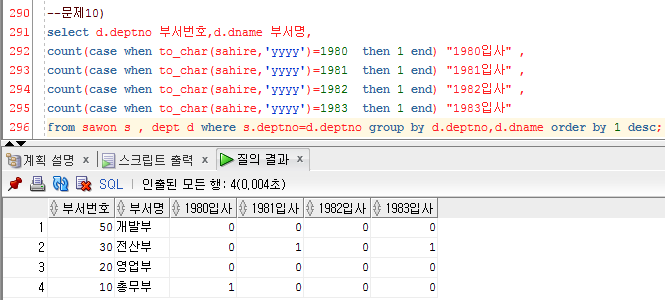 290
291 --문제10)
292 select d.deptno 부서번호,d.dname 부서명,
293 count(case when to_char(sahire,'yyyy')=1980  then 1 end) "1980입사" ,
294 count(case when to_char(sahire,'yyyy')=1981  then 1 end) "1981입사" ,
295 count(case when to_char(sahire,'yyyy')=1982  then 1 end) "1982입사" ,
295 count(case when to_char(sahire,'yyyy')=1983  then 1 end) "1983입사"
296 from sawon s , dept d where s.deptno=d.deptno group by d.deptno,d.dname order by 1 desc;
계획 설명 x 스크립트 출력 x 질의 결과 x
SQL | 인출된 모든 행: 4(0,004초)
부서번호 부서명 1980입사 1981입사 1982입사 1983입사
1 50 개발부 0 0 0 0
2 30 전산부 0 1 0 1
3 20 영업부 0 0 0 0
4 10 총무부 1 0 0 0